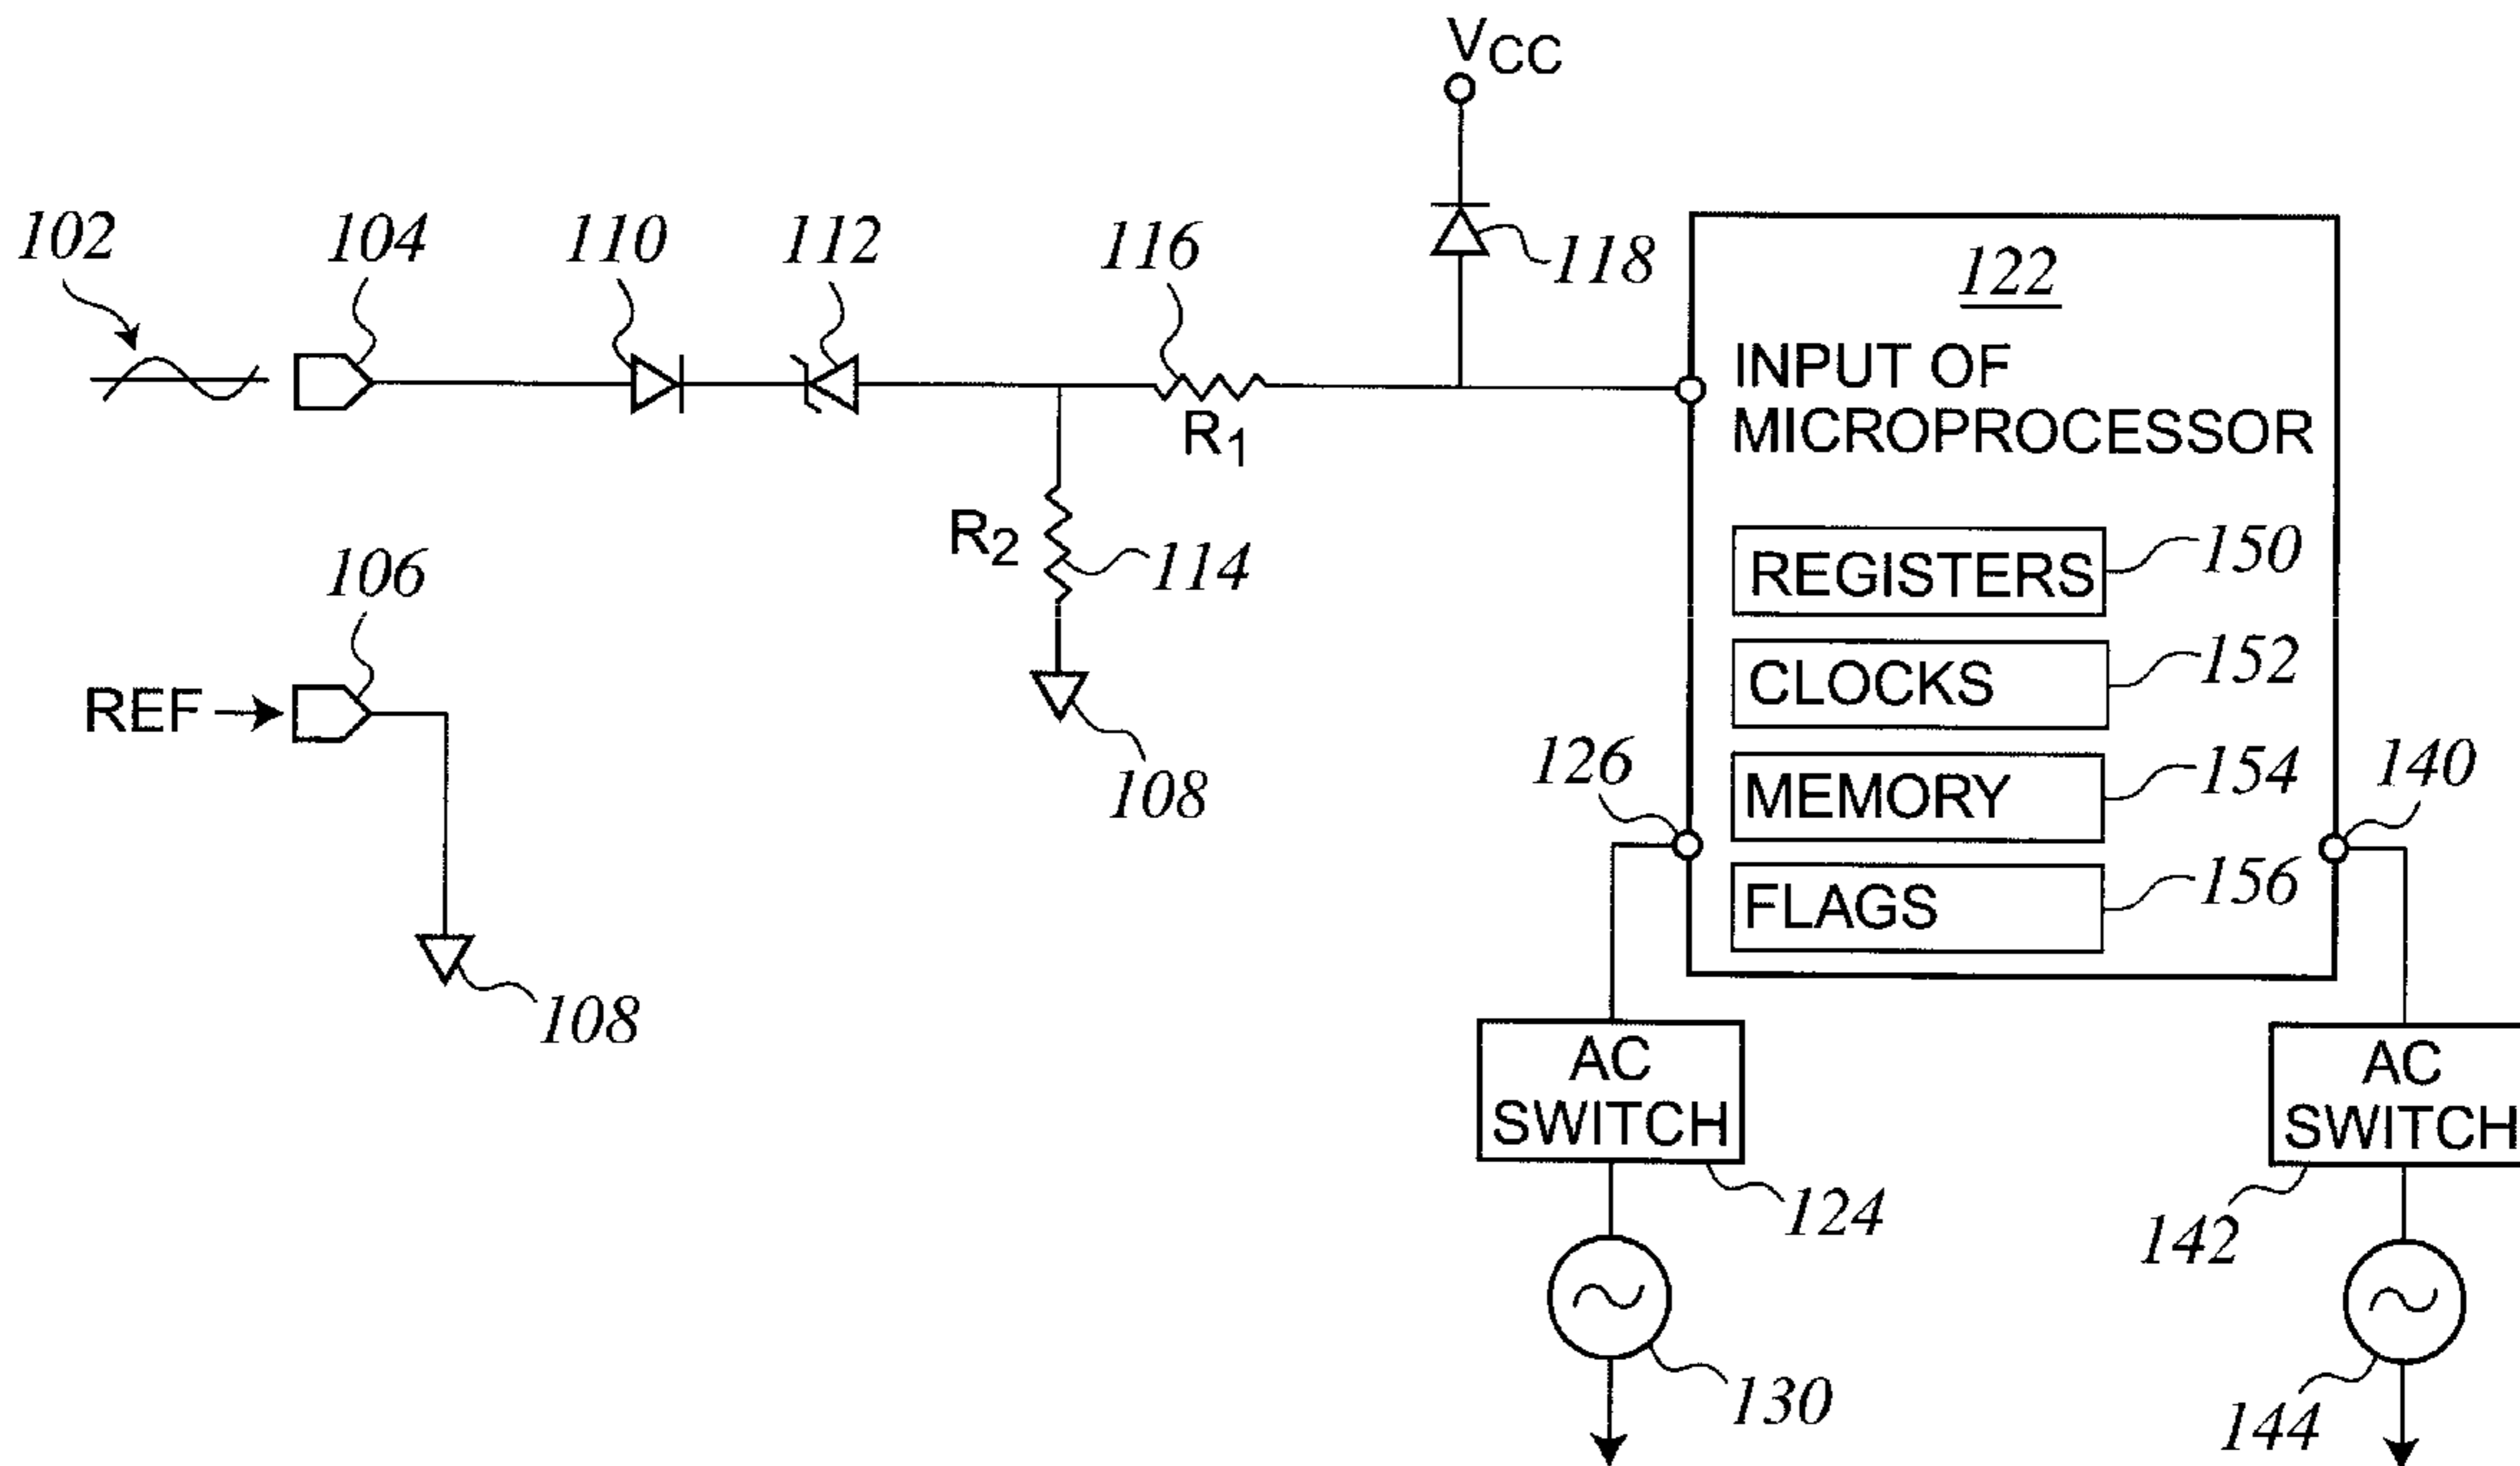 VCC
102
104
110
112
116
118
122
INPUT OF
MICROPROCESSOR
R1
R2
114
REGISTERS
150
106
CLOCKS
152
REF
108
126
MEMORY
154
140
FLAGS
156
108
AC
SWITCH
AC
SWITCH
124
142
130
144